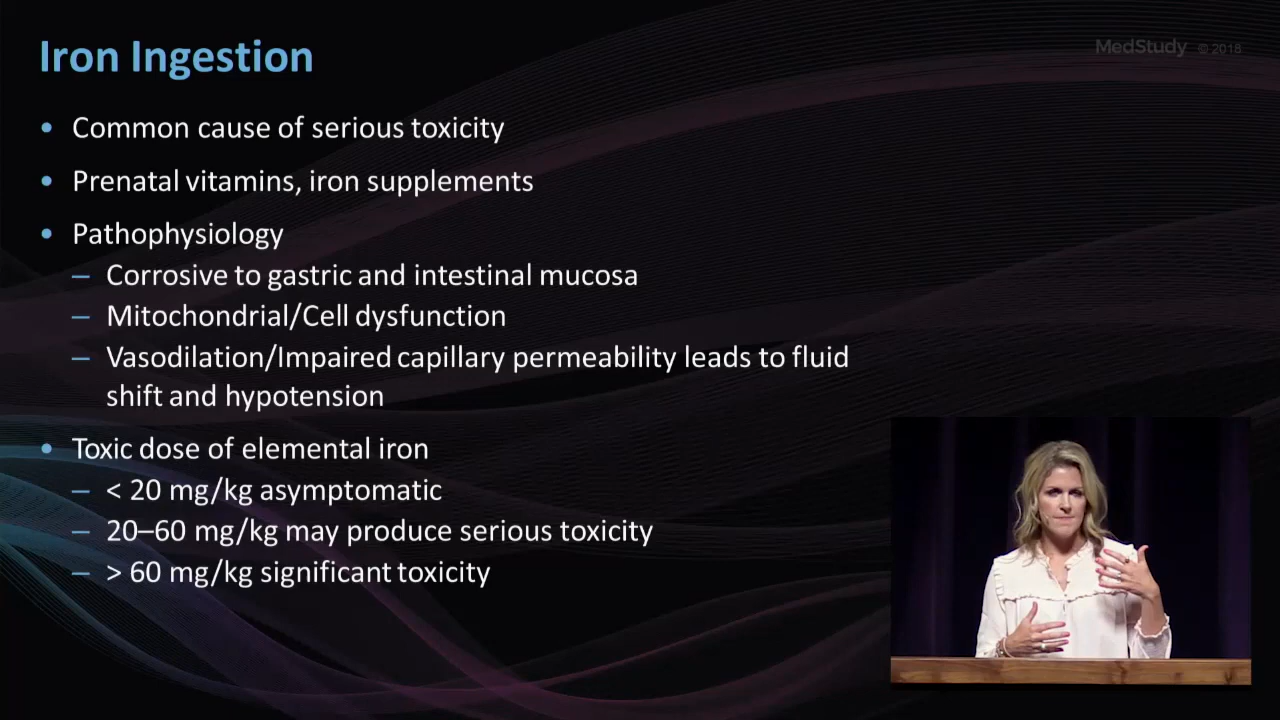 Iron Ingestion
MedStudy © 2018
• Common cause of serious toxicity
• Prenatal vitamins, iron supplements
• Pathophysiology
– Corrosive to gastric and intestinal mucosa
– Mitochondrial/Cell dysfunction
– Vasodilation/Impaired capillary permeability leads to fluid
shift and hypotension
• Toxic dose of elemental iron
– < 20 mg/kg asymptomatic
– 20–60 mg/kg may produce serious toxicity
– > 60 mg/kg significant toxicity